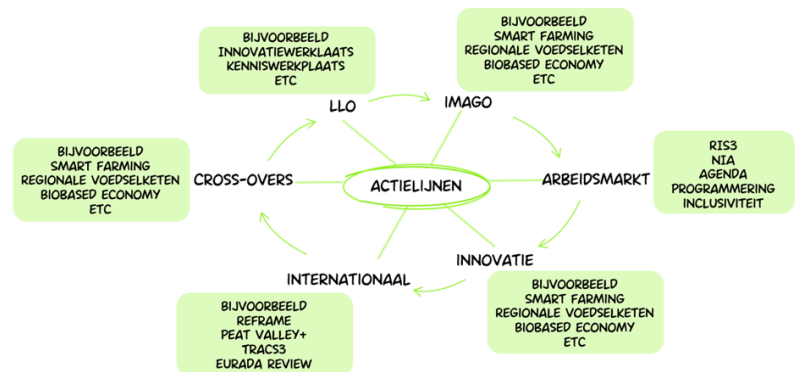 BIJVOORBEELD
INNOVATIEWERKLAATS
KENNISWERKPLAATS
ETC
LLO
BIJVOORBEELD
SMART FARMING
REGIONALE VOEDSELKETEN
BIOBASED ECONOMY
ETC
IMAGO
BIJVOORBEELD
SMART FARMING
REGIONALE VOEDSELKETEN
BIOBASED ECONOMY
ETC
CROSS-OVERS
ACTIELIJNEN
ARBEIDSMARKT
RIS3
NIA
AGENDA
PROGRAMMERING
INCLUSIVITEIT
INTERNATIONAAL
BIJVOORBEELD
REFRAME
PEAT VALLEY+
TRACS3
EURADA REVIEW
INNOVATIE
BIJVOORBEELD
SMART FARMING
REGIONALE VOEDSELKETEN
BIOBASED ECONOMY
ETC